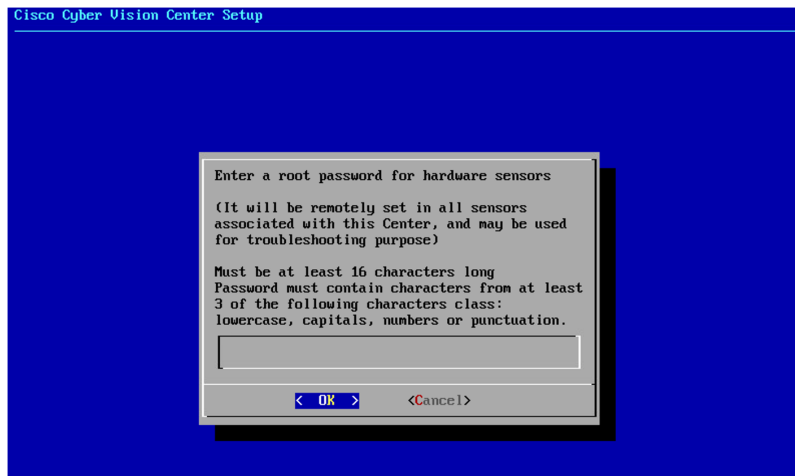 Cisco Cyber Vision Center Setup
Enter a root password for hardware sensors
(It will be remotely set in all sensors
associated with this Center, and may be used
for troubleshooting purpose)
Must be at least 16 characters long
Password must contain characters from at least
3 of the following characters class:
lowercase, capitals, numbers or punctuation.
< OK > <Cancel>